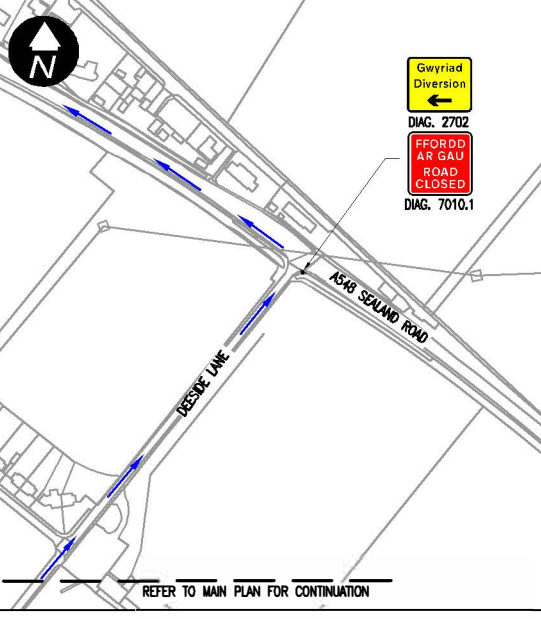 N
Gwyriad
Diversion
DIAG. 2702
FFORDD
AR GAU
ROAD
CLOSED
DIAG. 7010.1
A548 SEALAND ROAD
DEESIDE LANE
REFER TO MAIN PLAN FOR CONTINUATION